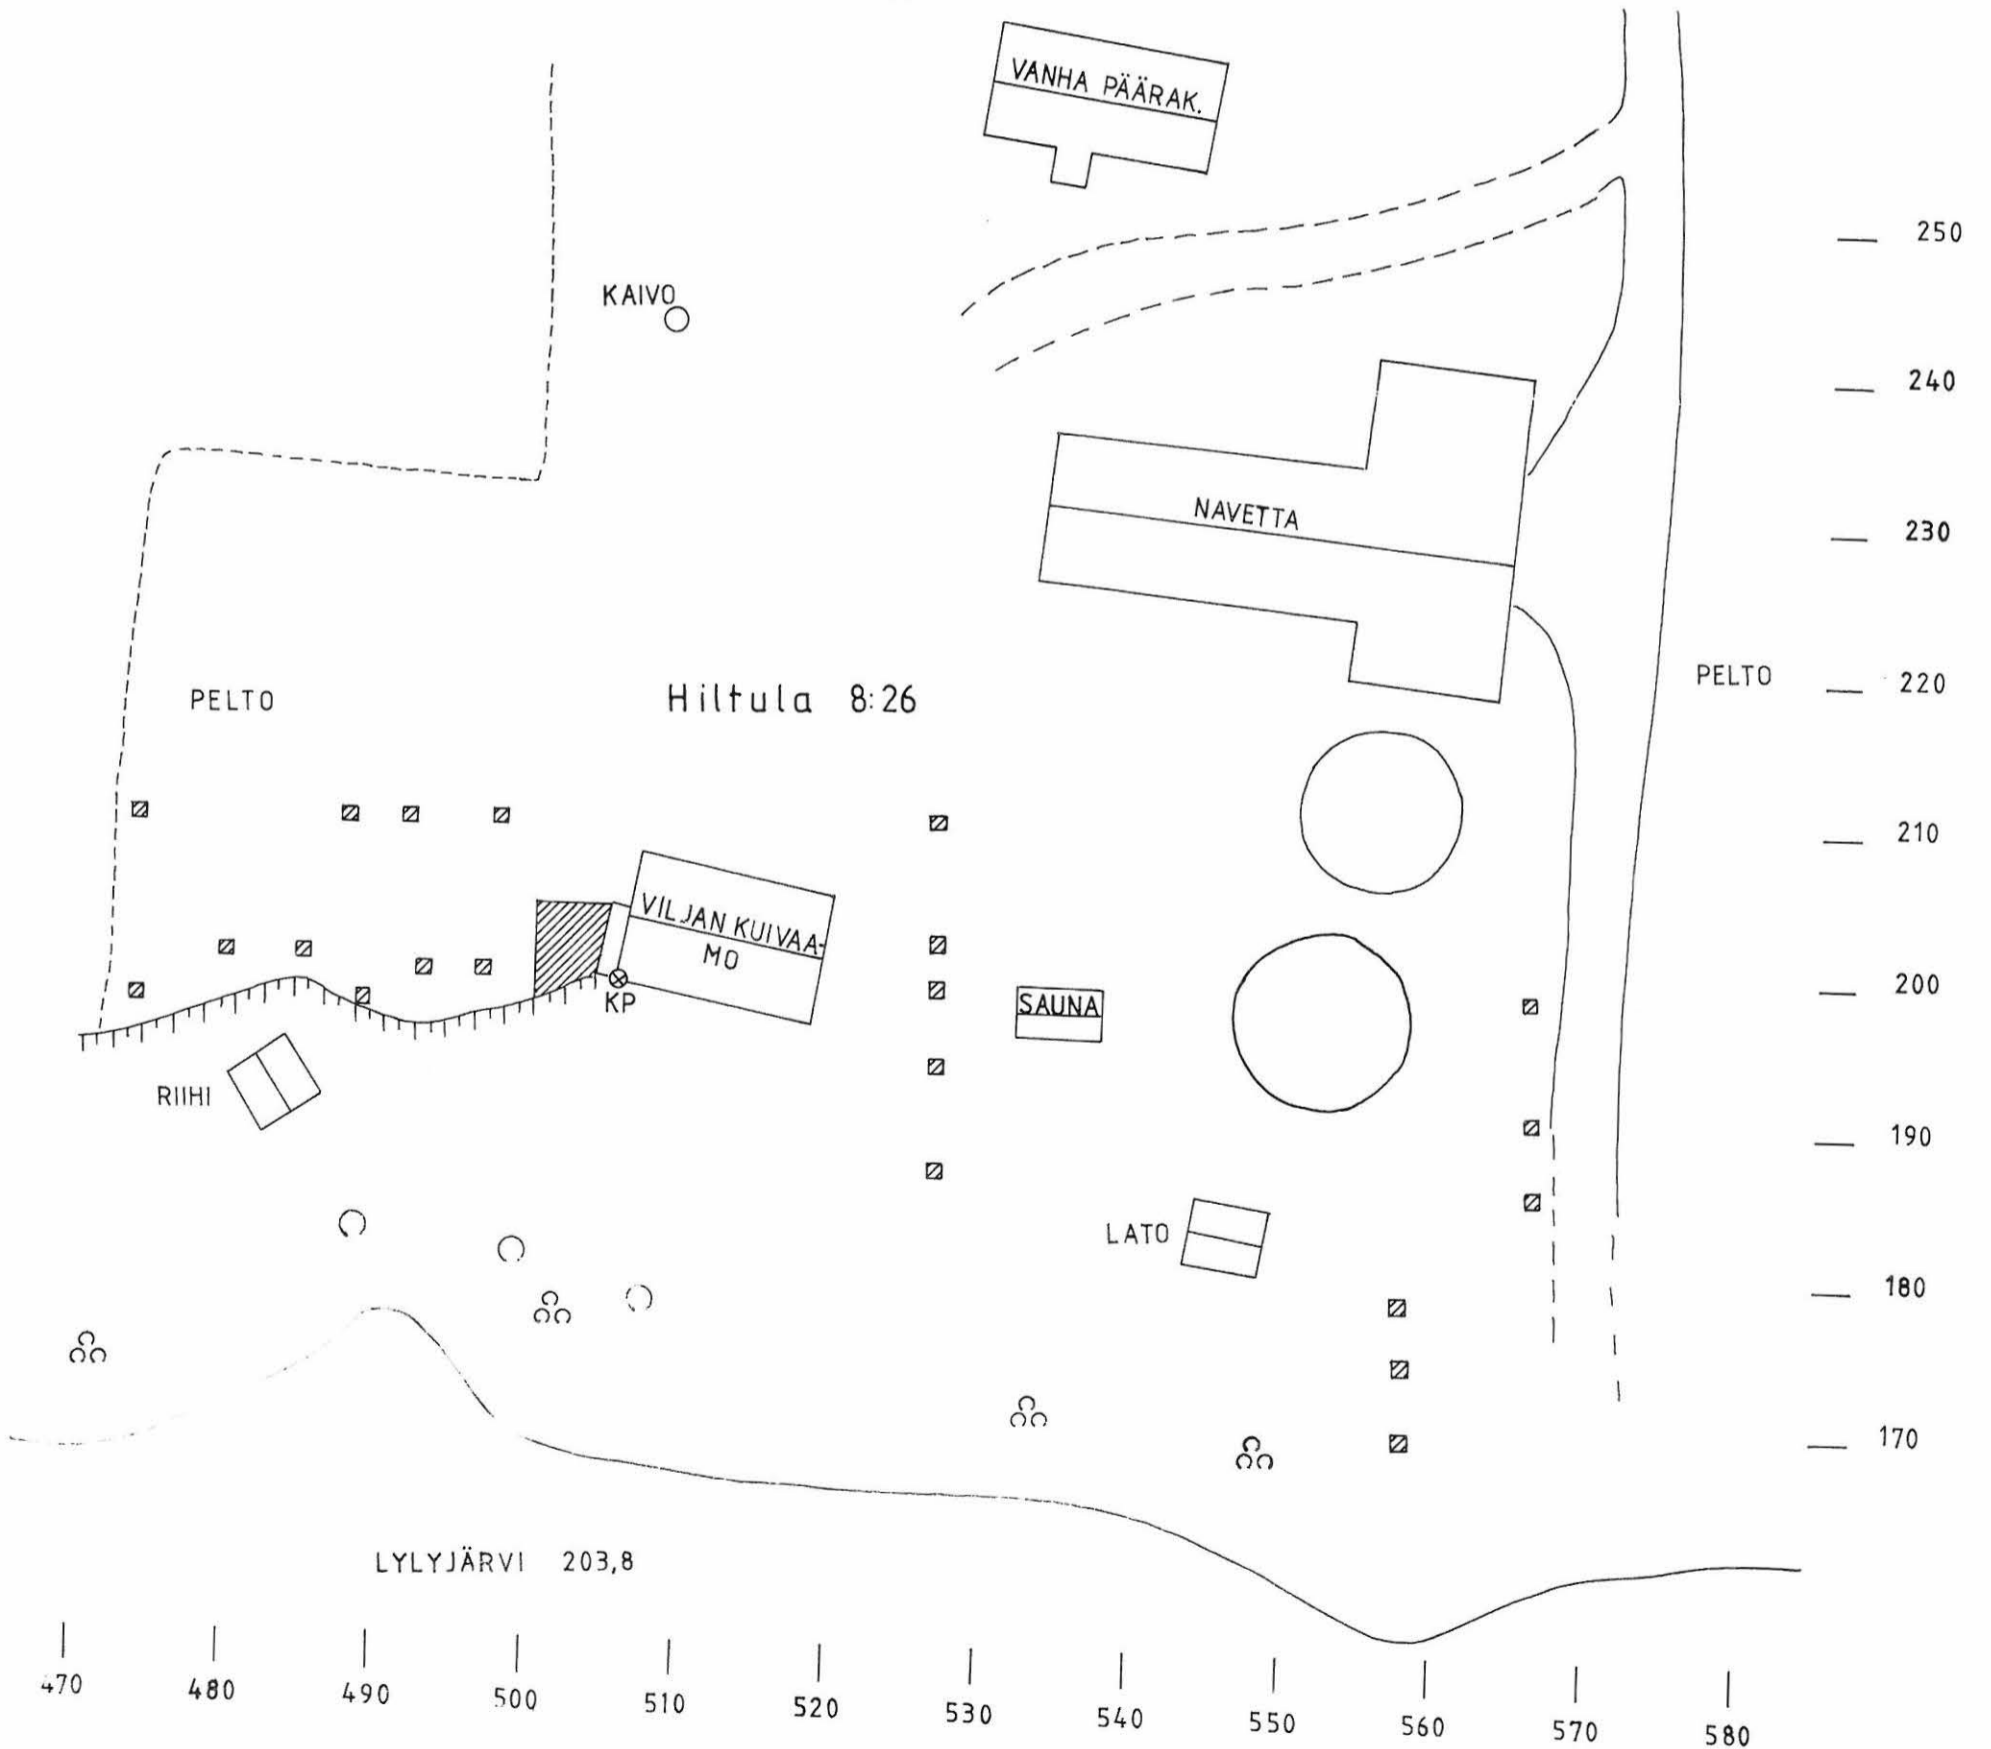 VANHA PÄÄRAK.
250
KAIVO
240
NAVETTA
230
PELTO
220
PELTO
Hiltula 8:26
210
VILJAN KUIVAA-
MO
KP
SAUNA
200
RIIHI
190
LATO
180
170
LYLYJÄRVI 203,8
470
480
490
500
510
520
530
540
550
560
570
580